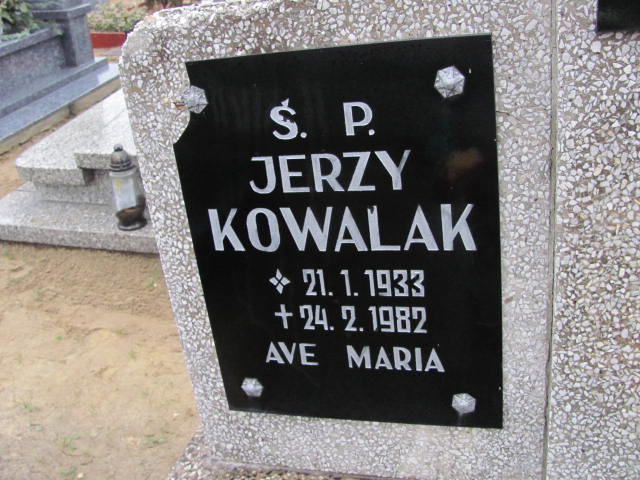 Ś. P.
JERZY
KOWALAK
21. 1. 1933
✝ 24. 2. 1982
AVE MARIA